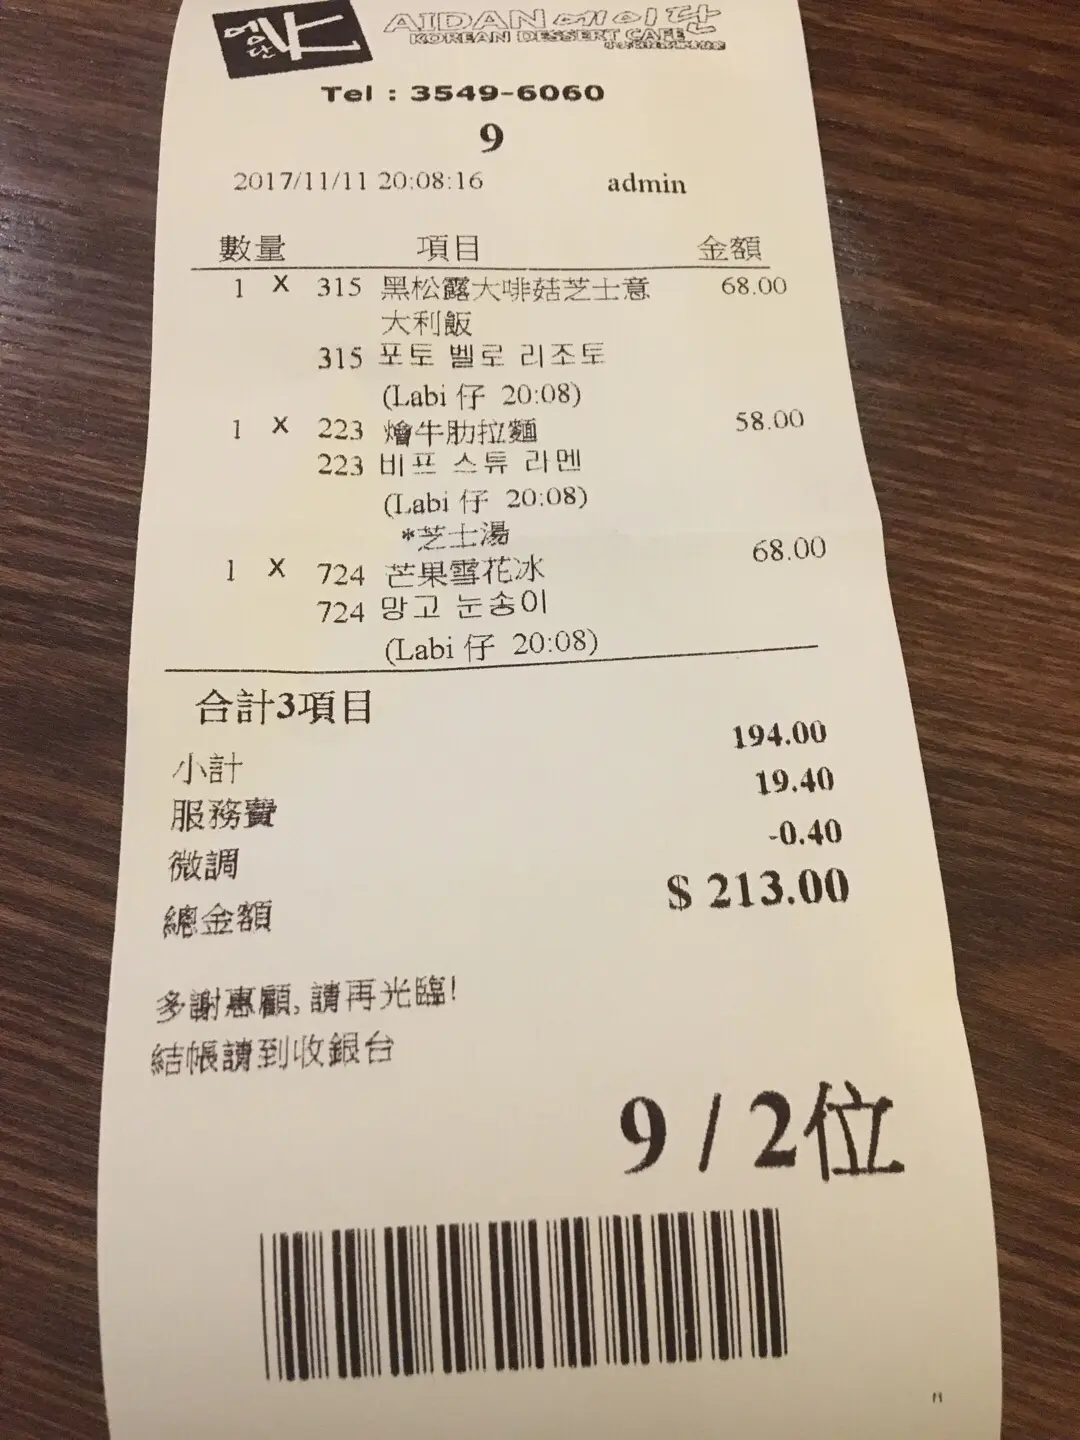 에이단 K AIDAN 에이단
KOREAN DESSERT CAFE
Tel : 3549-6060
9
2017/11/11 20:08:16 admin
數量 項目 金額
1 X 315 黑松露大啡菇芝士意 68.00
大利飯
315 포토 벨로 리조토
(Labi 仔 20:08)
1 X 223 燴牛肋拉麵 58.00
223 비프 스튜 라멘
(Labi 仔 20:08)
*芝士湯
1 X 724 芒果雪花冰 68.00
724 망고 눈송이
(Labi 仔 20:08)
合計3項目
小計 194.00
服務費 19.40
微調 -0.40
總金額 $ 213.00
多謝惠顧, 請再光臨!
結帳請到收銀台
9 / 2位